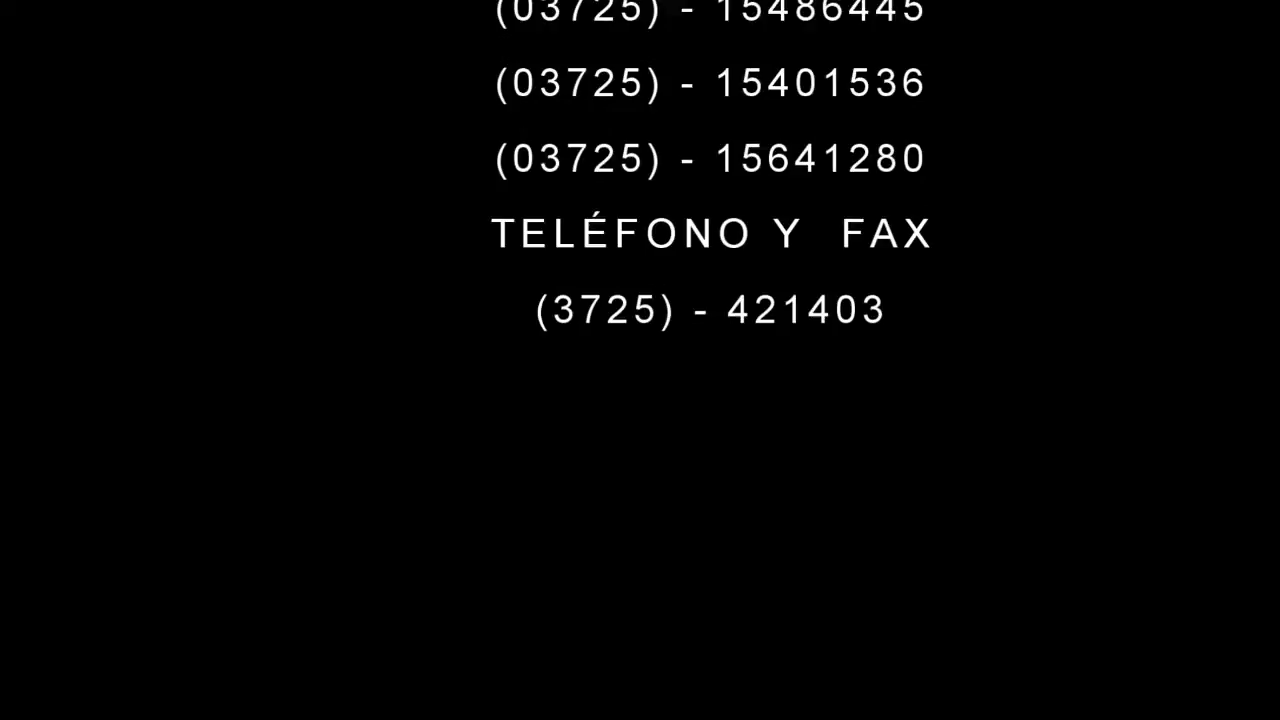 (03725) - 15486445
(03725) - 15401536
(03725) - 15641280
TELÉFONO Y  FAX
(3725) - 421403